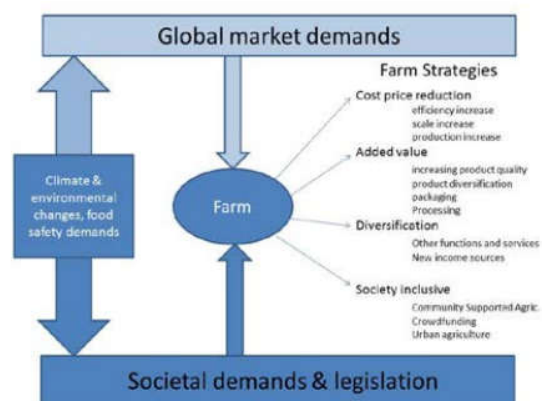 Global market demands
Farm Strategies
Cost price reduction
efficiency increase
scale increase
production increase
Added value
increasing product quality
product diversification
packaging
Processing
Diversification
Other functions and services
New income sources
Society inclusive
Community Supported Agric.
Crowdfunding
Urban agriculture
Climate &
environmental
changes, food
safety demands
Farm
Societal demands & legislation